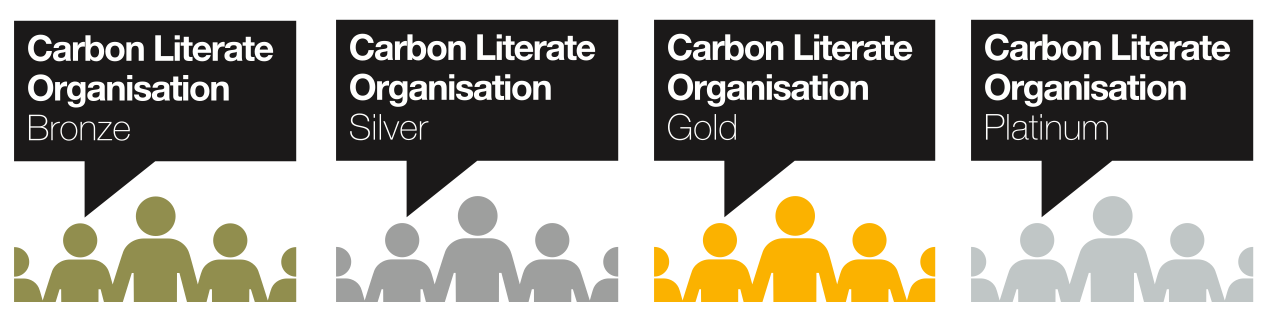 Carbon Literate
Organisation
Bronze
Carbon Literate
Organisation
Silver
Carbon Literate
Organisation
Gold
Carbon Literate
Organisation
Platinum